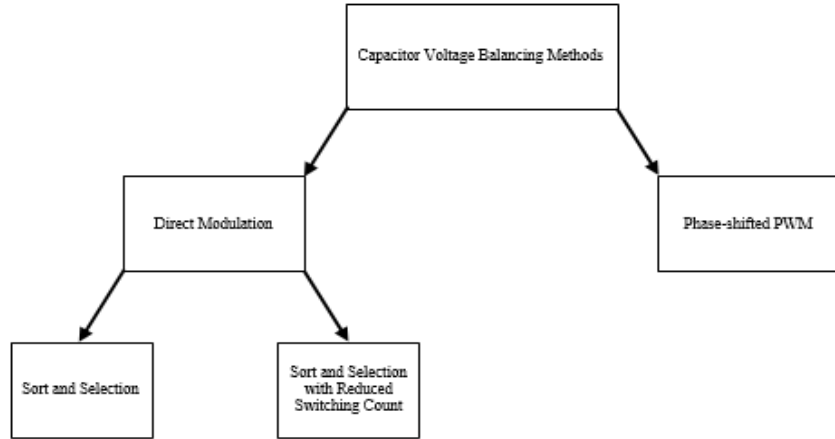 Capacitor Voltage Balancing Methods
Direct Modulation
Phase-shifted PWM
Sort and Selection
Sort and Selection
with Reduced
Switching Count